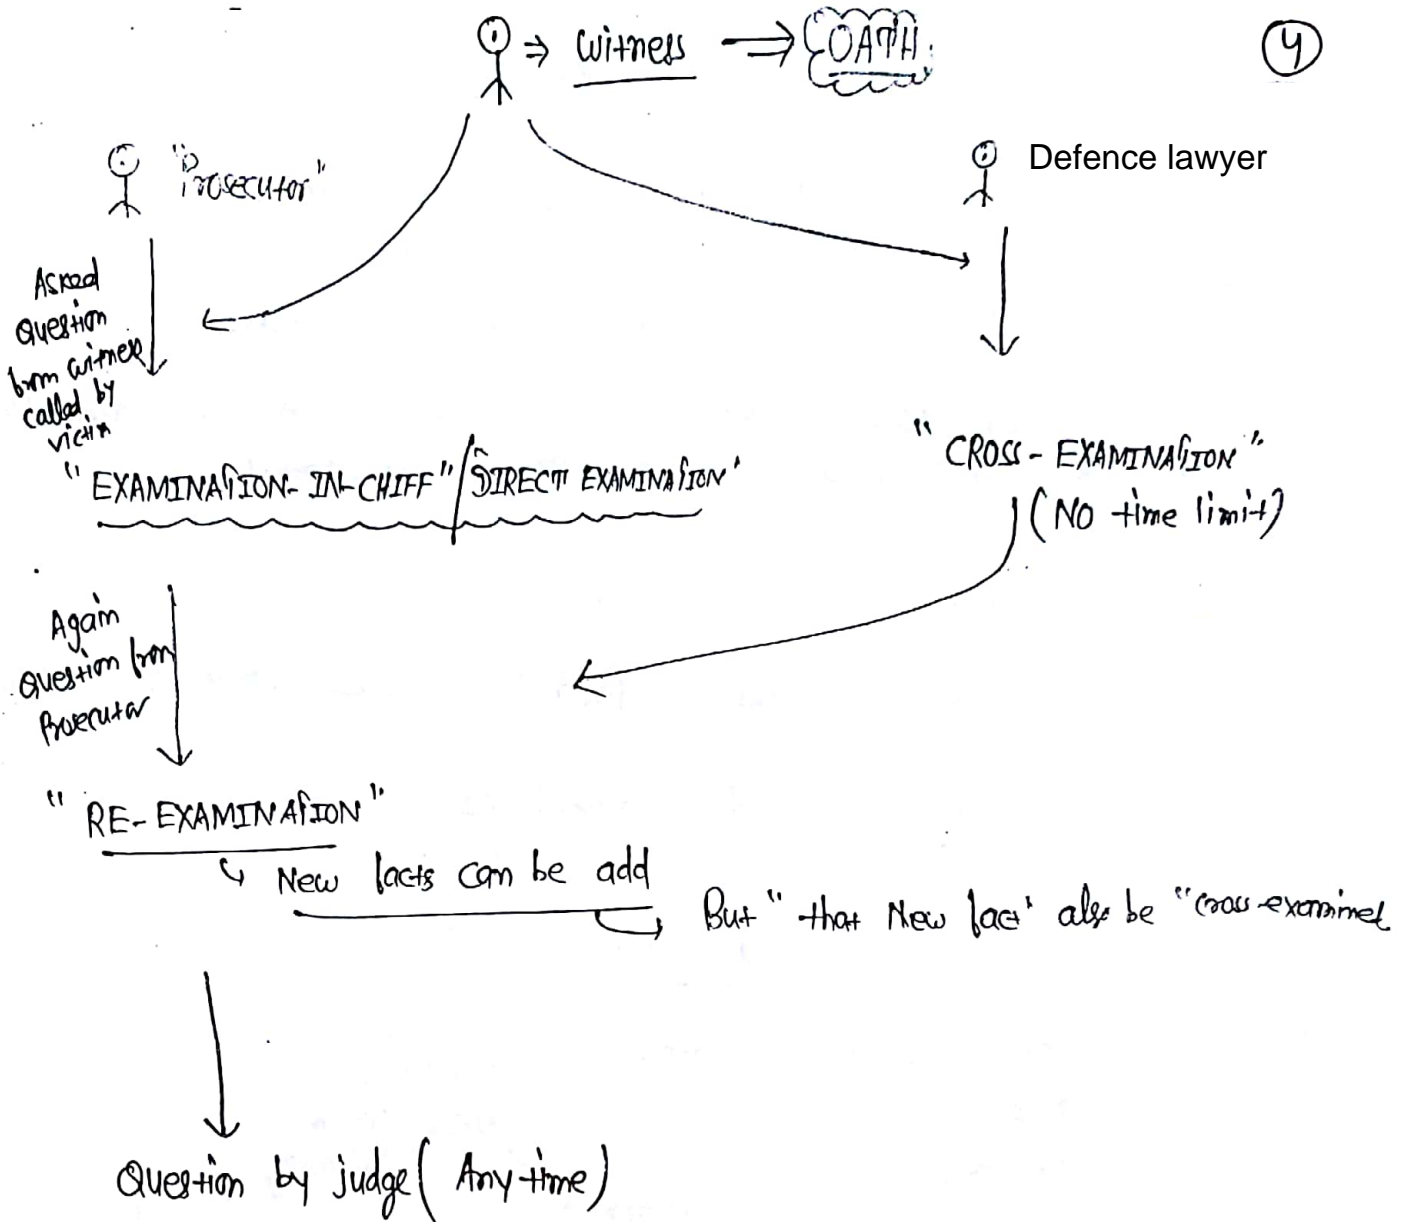 ⇒ Witness ⇒ OATH.
4
"Prosecutor"
Defence lawyer
Asked
Question
from witness
called by
victim
"EXAMINATION-IN-CHIFF"/DIRECT EXAMINATION'
"CROSS-EXAMINATION"
(NO time limit)
Again
Question from
Prosecutor
"RE-EXAMINATION"
New facts can be add
But "that New fact' also be "cross-examined
Question by judge (Any time)